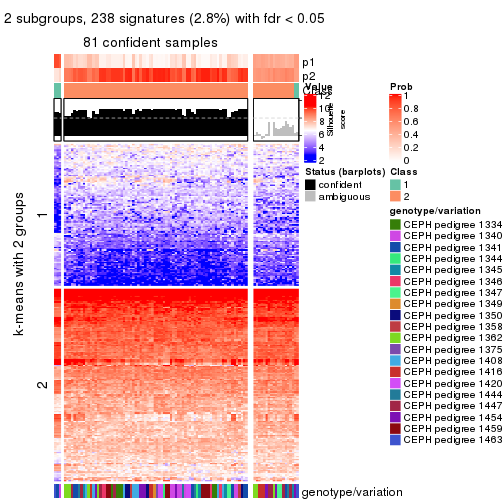 2 subgroups, 238 signatures (2.8%) with fdr < 0.05
81 confident samples
p1
p2
Class
Silhouette
score
k-means with 2 groups
1
2
genotype/variation
Value
12
10
8
6
4
2
Status (barplots)
confident
ambiguous
Prob
1
0.8
0.6
0.4
0.2
0
Class
1
2
genotype/variation
CEPH pedigree 1334
CEPH pedigree 1340
CEPH pedigree 1341
CEPH pedigree 1344
CEPH pedigree 1345
CEPH pedigree 1346
CEPH pedigree 1347
CEPH pedigree 1349
CEPH pedigree 1350
CEPH pedigree 1358
CEPH pedigree 1362
CEPH pedigree 1375
CEPH pedigree 1408
CEPH pedigree 1416
CEPH pedigree 1420
CEPH pedigree 1444
CEPH pedigree 1447
CEPH pedigree 1454
CEPH pedigree 1459
CEPH pedigree 1463